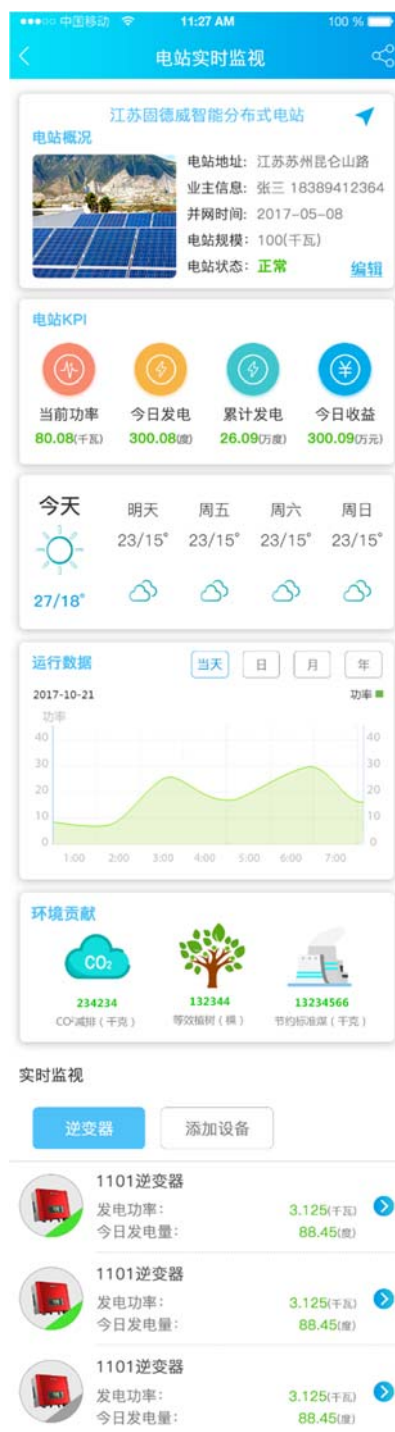 中国移动 11:27 AM 100 %
电站实时监视
江苏固德威智能分布式电站
电站概况
电站地址：江苏苏州昆仑山路
业主信息：张三 18389412364
并网时间：2017-05-08
电站规模：100(千瓦)
电站状态：正常 编辑
电站KPI
当前功率 今日发电 累计发电 今日收益
80.08(千瓦) 300.08(度) 26.09(万度) 300.09(万元)
今天 明天 周五 周六 周日
23/15° 23/15° 23/15° 23/15°
27/18°
运行数据 当天 日 月 年
2017-10-21 功率
功率
40 40
30 30
20 20
10 10
0 0
1:00 2:00 3:00 4:00 5:00 6:00 7:00
环境贡献
CO₂
234234 132344 13234566
CO²减排（千克） 等效植树（棵） 节约标准煤（千克）
实时监视
逆变器 添加设备
1101逆变器
发电功率： 3.125(千瓦)
今日发电量： 88.45(度)
1101逆变器
发电功率： 3.125(千瓦)
今日发电量： 88.45(度)
1101逆变器
发电功率： 3.125(千瓦)
今日发电量： 88.45(度)